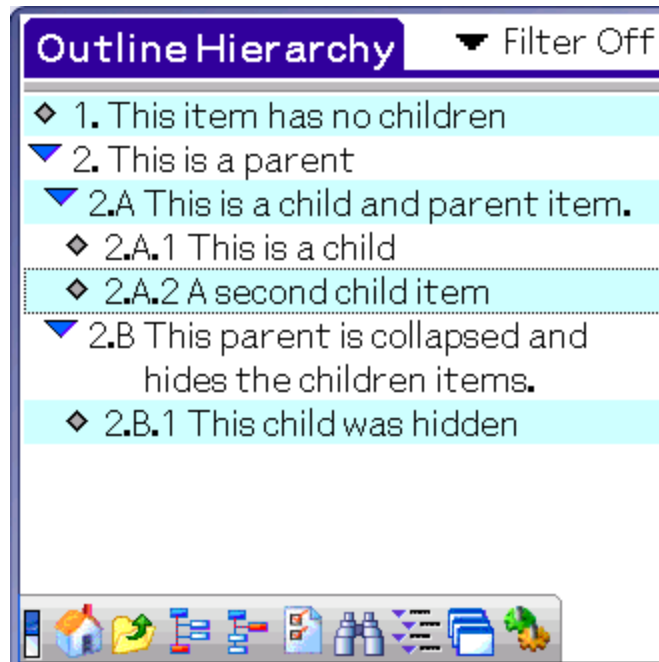 Outline Hierarchy
Filter Off
1. This item has no children
2. This is a parent
2.A This is a child and parent item.
2.A.1 This is a child
2.A.2 A second child item
2.B This parent is collapsed and
hides the children items.
2.B.1 This child was hidden